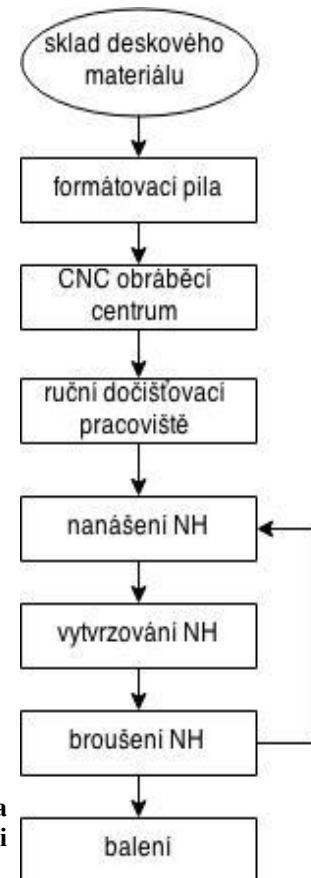 sklad deskového
materiálu
formátovací pila
CNC obráběcí
centrum
ruční dočišťovací
pracoviště
nanášení NH
vytvrzování NH
broušení NH
a
i
balení